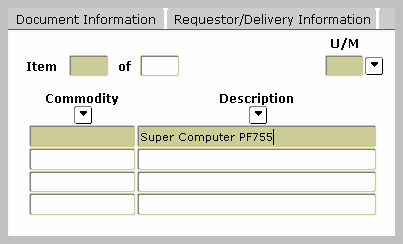 Document Information Requestor/Delivery Information
U/M
Item of
Commodity Description
Super Computer PF755